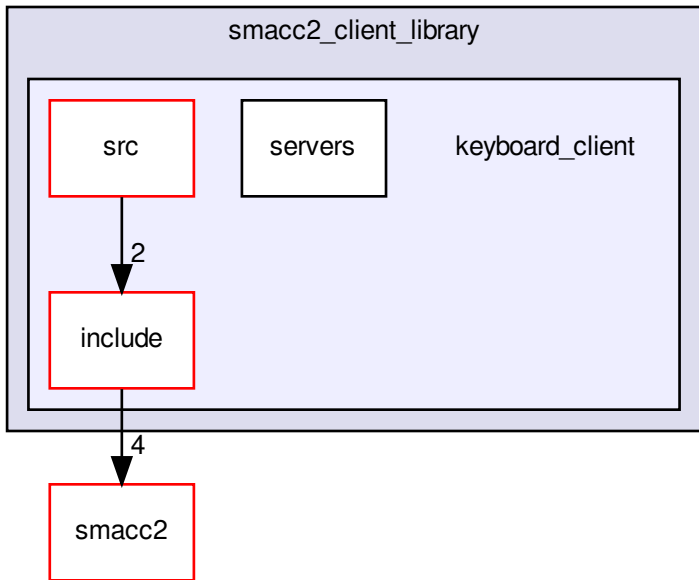 smacc2_client_library
src
servers
keyboard_client
2
include
4
smacc2